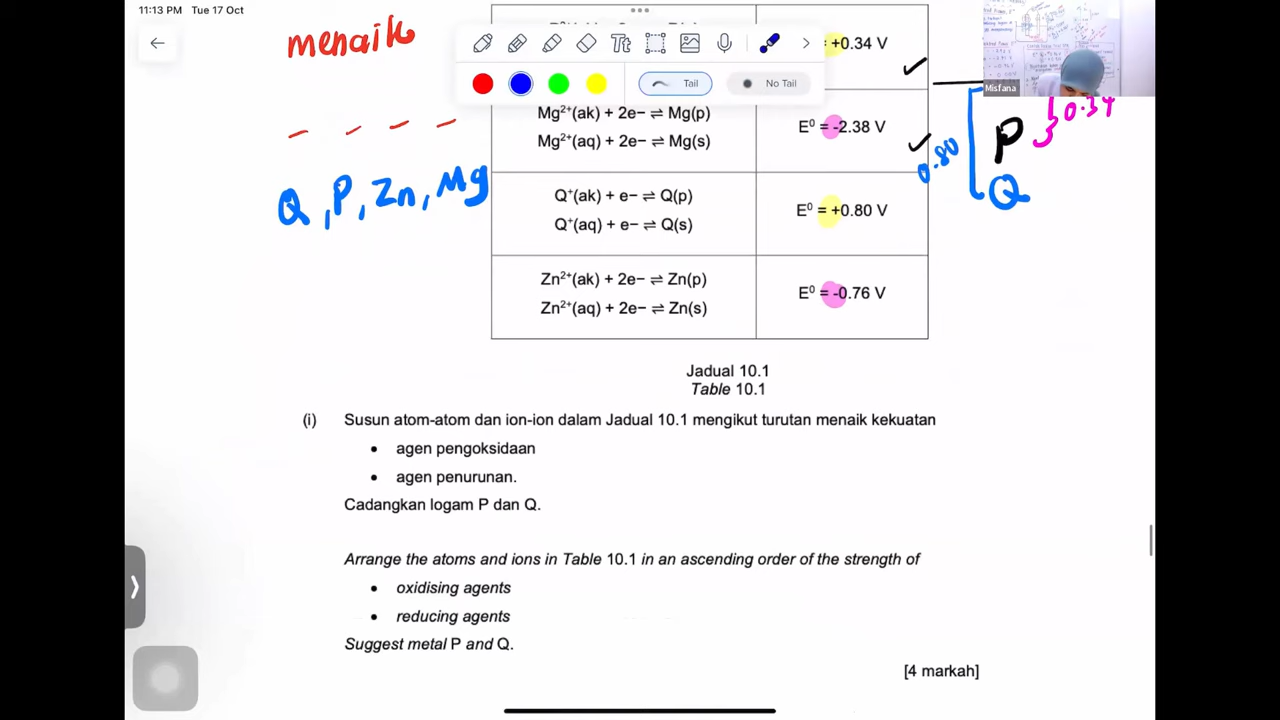 11:13 PM Tue 17 Oct
menaik
Tt
Tail
No Tail
Misfana
+0.34 V
Mg²⁺(ak) + 2e− ⇌ Mg(p)
Mg²⁺(aq) + 2e− ⇌ Mg(s)
E⁰ = -2.38 V
0.80
P
0.34
Q
Q , P, Zn, Mg
Q⁺(ak) + e− ⇌ Q(p)
Q⁺(aq) + e− ⇌ Q(s)
E⁰ = +0.80 V
Zn²⁺(ak) + 2e− ⇌ Zn(p)
Zn²⁺(aq) + 2e− ⇌ Zn(s)
E⁰ = -0.76 V
Jadual 10.1
Table 10.1
(i) Susun atom-atom dan ion-ion dalam Jadual 10.1 mengikut turutan menaik kekuatan
• agen pengoksidaan
• agen penurunan.
Cadangkan logam P dan Q.
Arrange the atoms and ions in Table 10.1 in an ascending order of the strength of
• oxidising agents
• reducing agents
Suggest metal P and Q.
[4 markah]